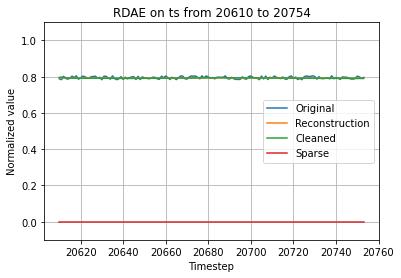 RDAE on ts from 20610 to 20754
Normalized value
1.0
0.8
0.6
0.4
0.2
0.0
Original
Reconstruction
Cleaned
Sparse
20620 20640 20660 20680 20700 20720 20740 20760
Timestep